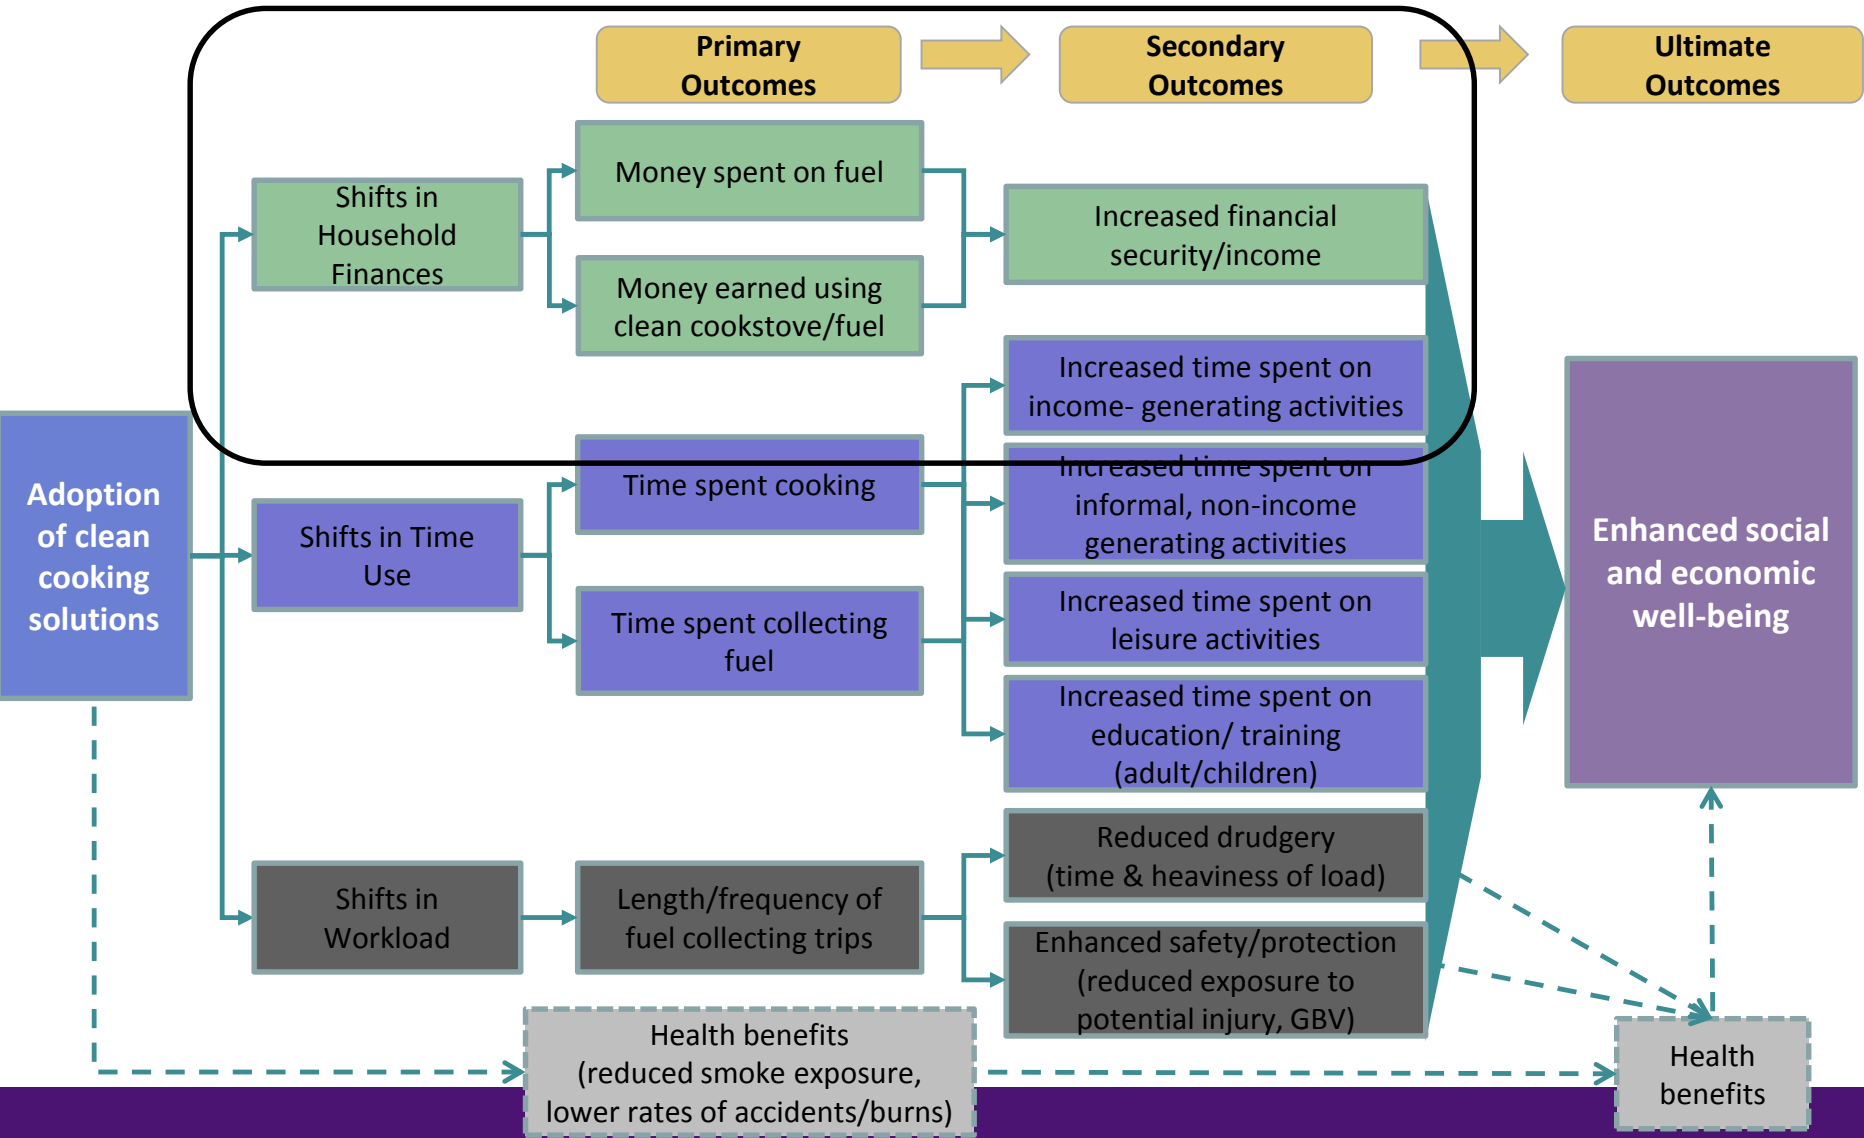 Primary
Outcomes
Secondary
Outcomes
Ultimate
Outcomes
Shifts in
Household
Finances
Money spent on fuel
Money earned using
clean cookstove/fuel
Increased financial
security/income
Adoption
of clean
cooking
solutions
Shifts in Time
Use
Time spent cooking
Time spent collecting
fuel
Increased time spent on
income- generating activities
Increased time spent on
informal, non-income
generating activities
Increased time spent on
leisure activities
Increased time spent on
education/ training
(adult/children)
Enhanced social
and economic
well-being
Shifts in
Workload
Length/frequency of
fuel collecting trips
Reduced drudgery
(time & heaviness of load)
Enhanced safety/protection
(reduced exposure to
potential injury, GBV)
Health benefits
(reduced smoke exposure,
lower rates of accidents/burns)
Health
benefits